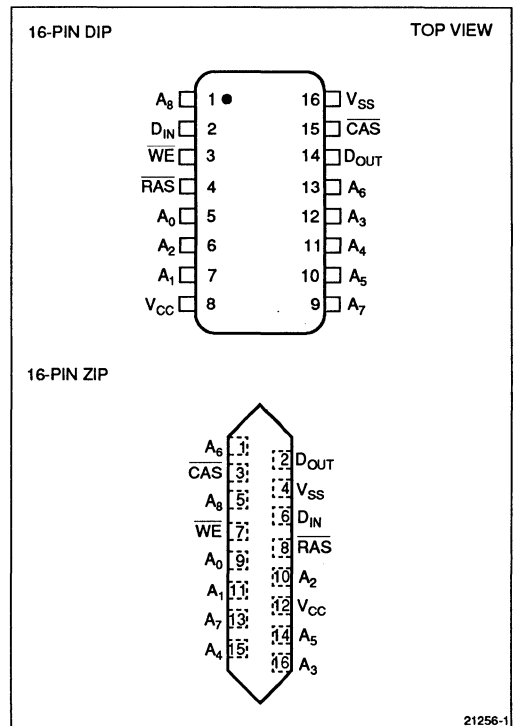 16-PIN DIP TOP VIEW
A8 1 16 VSS
DIN 2 15 CAS
WE 3 14 DOUT
RAS 4 13 A6
A0 5 12 A3
A2 6 11 A4
A1 7 10 A5
VCC 8 9 A7
16-PIN ZIP
A6 1
2 DOUT
CAS 3
4 VSS
A8 5
6 DIN
WE 7
8 RAS
A0 9
10 A2
A1 11
12 VCC
A7 13
14 A5
A4 15
16 A3
21256-1